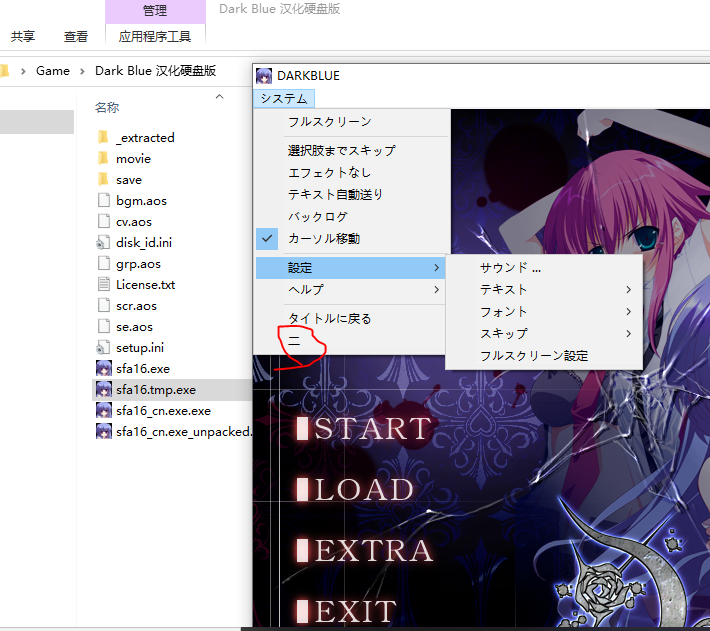 管理
Dark Blue 汉化硬盘版
共享
查看
应用程序工具
Game
Dark Blue 汉化硬盘版
名称
_extracted
movie
save
bgm.aos
cv.aos
disk_id.ini
grp.aos
License.txt
scr.aos
se.aos
setup.ini
sfa16.exe
sfa16.tmp.exe
sfa16_cn.exe.exe
sfa16_cn.exe_unpacked.
DARKBLUE
システム
フルスクリーン
選択肢までスキップ
エフェクトなし
テキスト自動送り
バックログ
カーソル移動
設定
ヘルプ
タイトルに戻る
二
サウンド ...
テキスト
フォント
スキップ
フルスクリーン設定
START
LOAD
EXTRA
EXIT